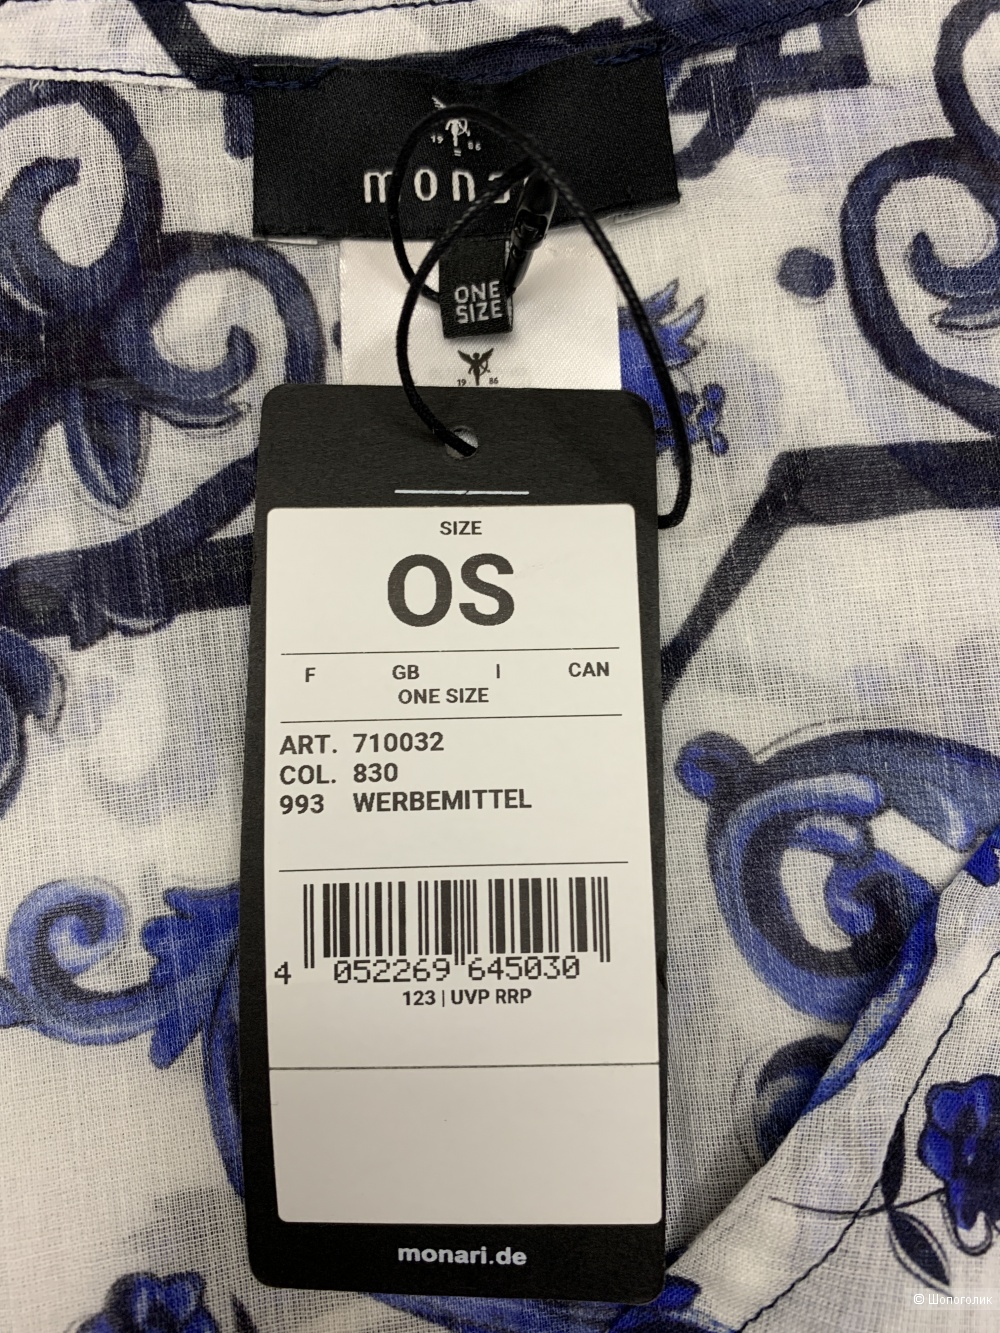 19 86
ONE
SIZE
19 86
SIZE
OS
F GB I CAN
ONE SIZE
ART. 710032
COL. 830
993 WERBEMITTEL
4 052269 645030
123 | UVP RRP
monari.de
© Шопоголик